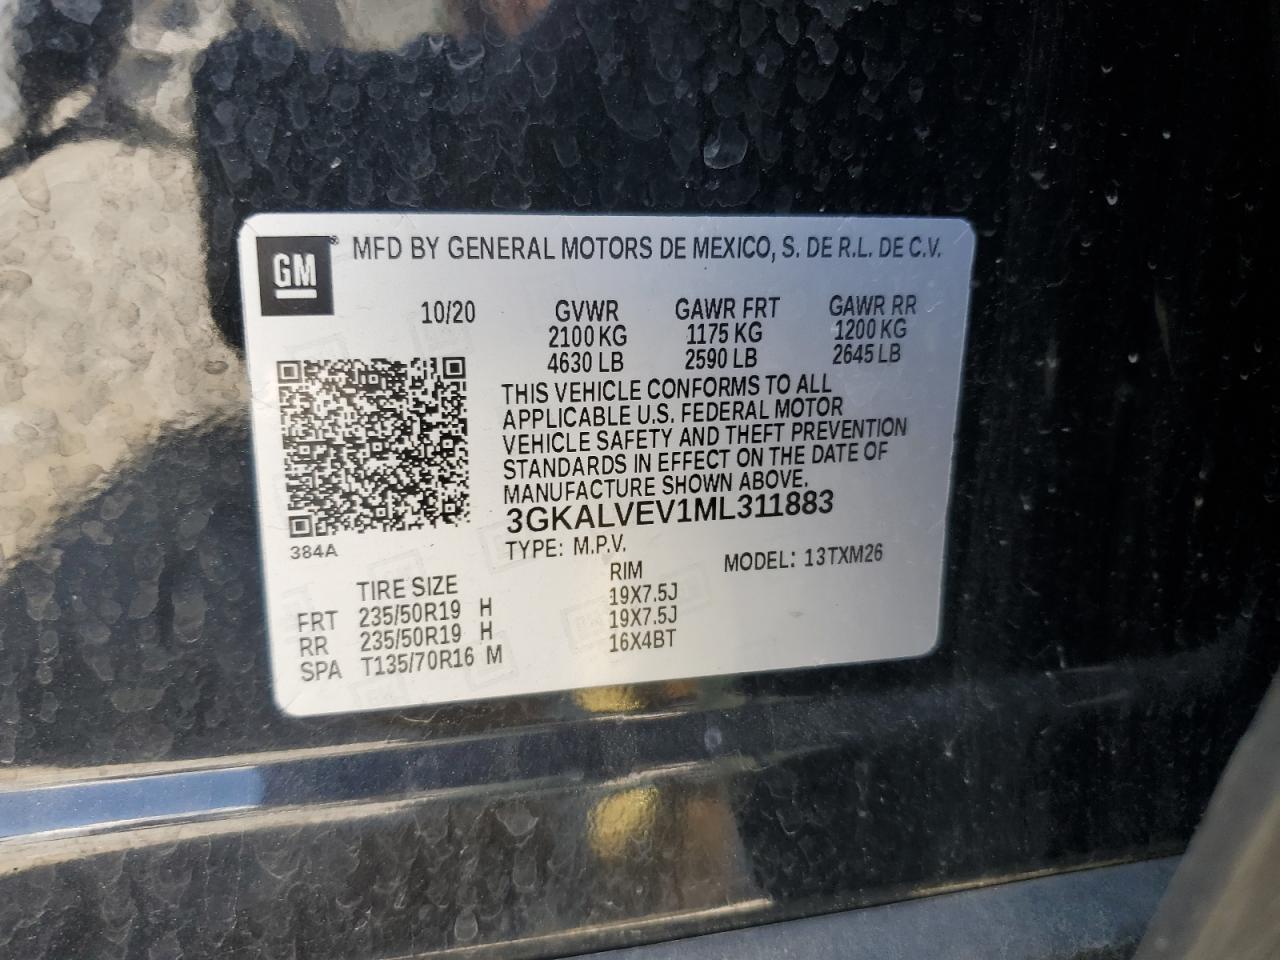 GM ® MFD BY GENERAL MOTORS DE MEXICO, S. DE R.L. DE C.V.
10/20 GVWR GAWR FRT GAWR RR
2100 KG 1175 KG 1200 KG
4630 LB 2590 LB 2645 LB
THIS VEHICLE CONFORMS TO ALL
APPLICABLE U.S. FEDERAL MOTOR
VEHICLE SAFETY AND THEFT PREVENTION
STANDARDS IN EFFECT ON THE DATE OF
MANUFACTURE SHOWN ABOVE.
3GKALVEV1ML311883
384A
TYPE: M.P.V. MODEL: 13TXM26
TIRE SIZE RIM
FRT 235/50R19 H 19X7.5J
RR 235/50R19 H 19X7.5J
SPA T135/70R16 M 16X4BT